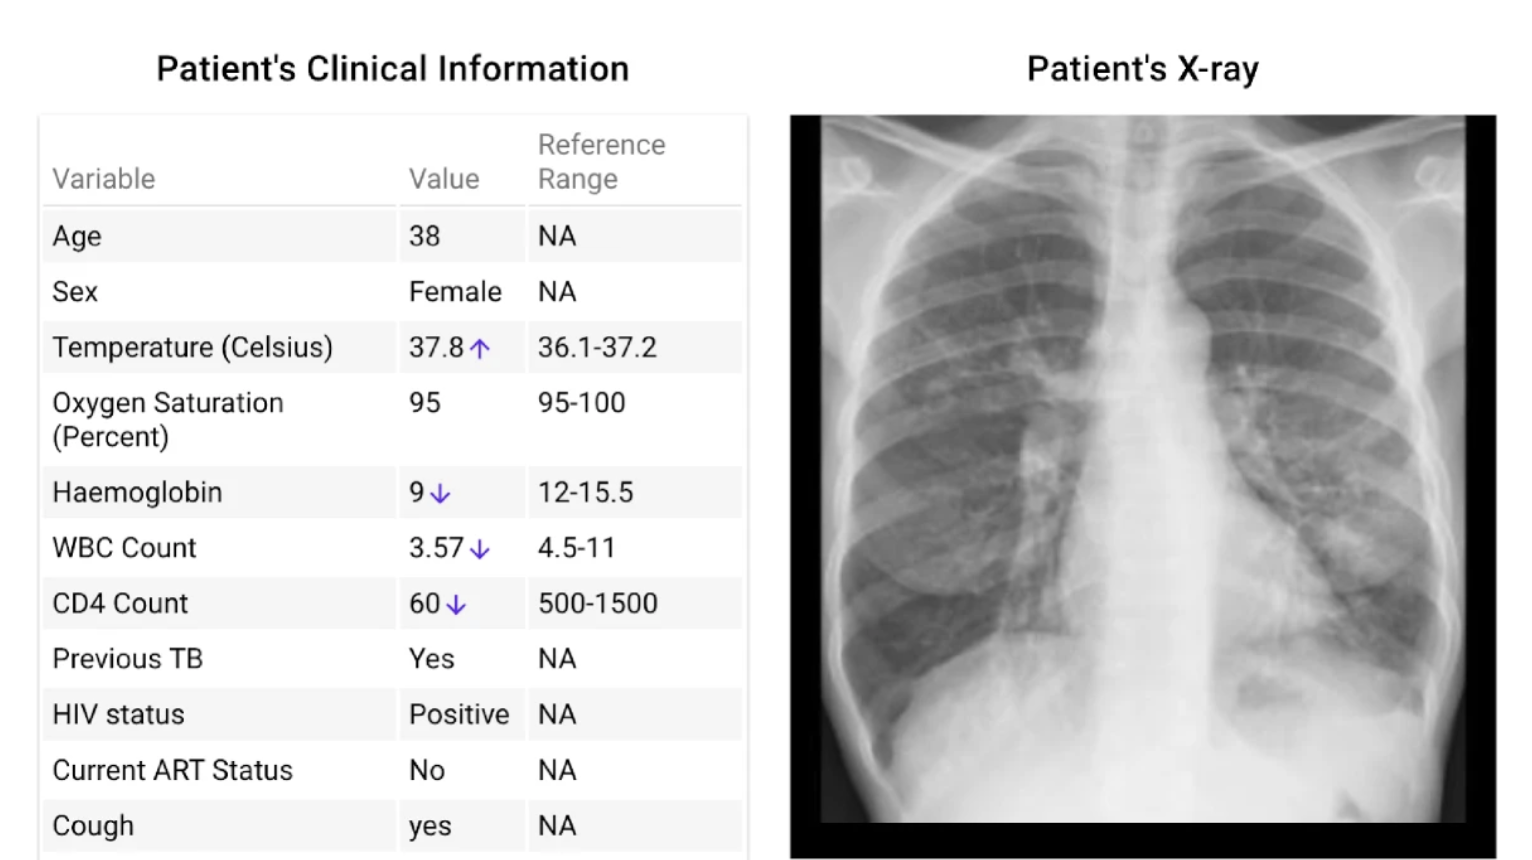 Patient's Clinical Information
Variable Value Reference Range
Age 38 NA
Sex Female NA
Temperature (Celsius) 37.8↑ 36.1-37.2
Oxygen Saturation (Percent) 95 95-100
Haemoglobin 9↓ 12-15.5
WBC Count 3.57↓ 4.5-11
CD4 Count 60↓ 500-1500
Previous TB Yes NA
HIV status Positive NA
Current ART Status No NA
Cough yes NA
Patient's X-ray